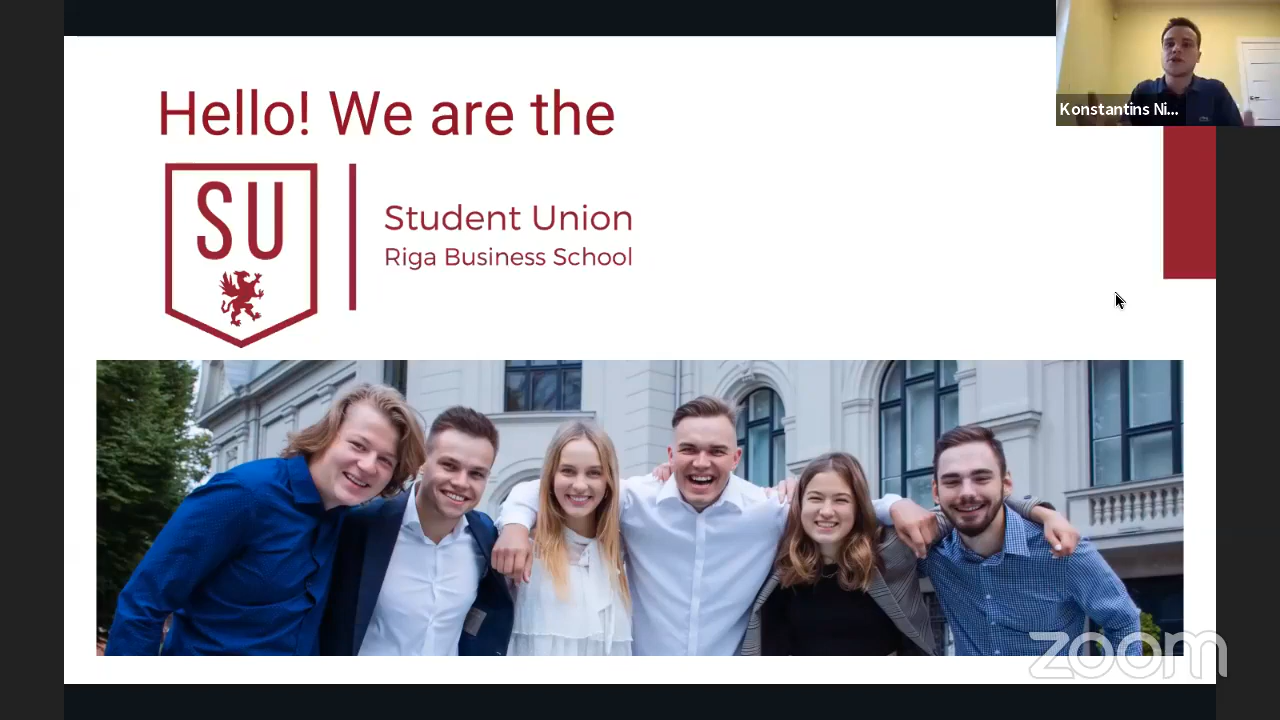 Hello! We are the
SU
Student Union
Riga Business School
Konstantins Ni...
zoom